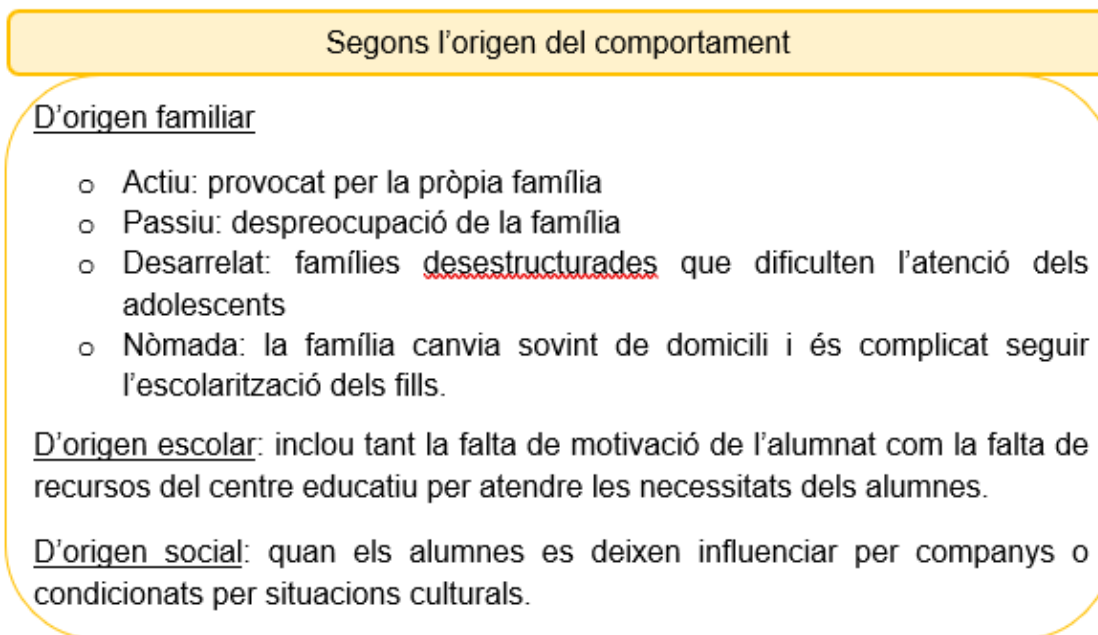 Segons l’origen del comportament
D’origen familiar
o Actiu: provocat per la pròpia família
o Passiu: despreocupació de la família
o Desarrelat: famílies desestructurades que dificulten l’atenció dels
adolescents
o Nòmada: la família canvia sovint de domicili i és complicat seguir
l’escolarització dels fills.
D’origen escolar: inclou tant la falta de motivació de l’alumnat com la falta de
recursos del centre educatiu per atendre les necessitats dels alumnes.
D’origen social: quan els alumnes es deixen influenciar per companys o
condicionats per situacions culturals.